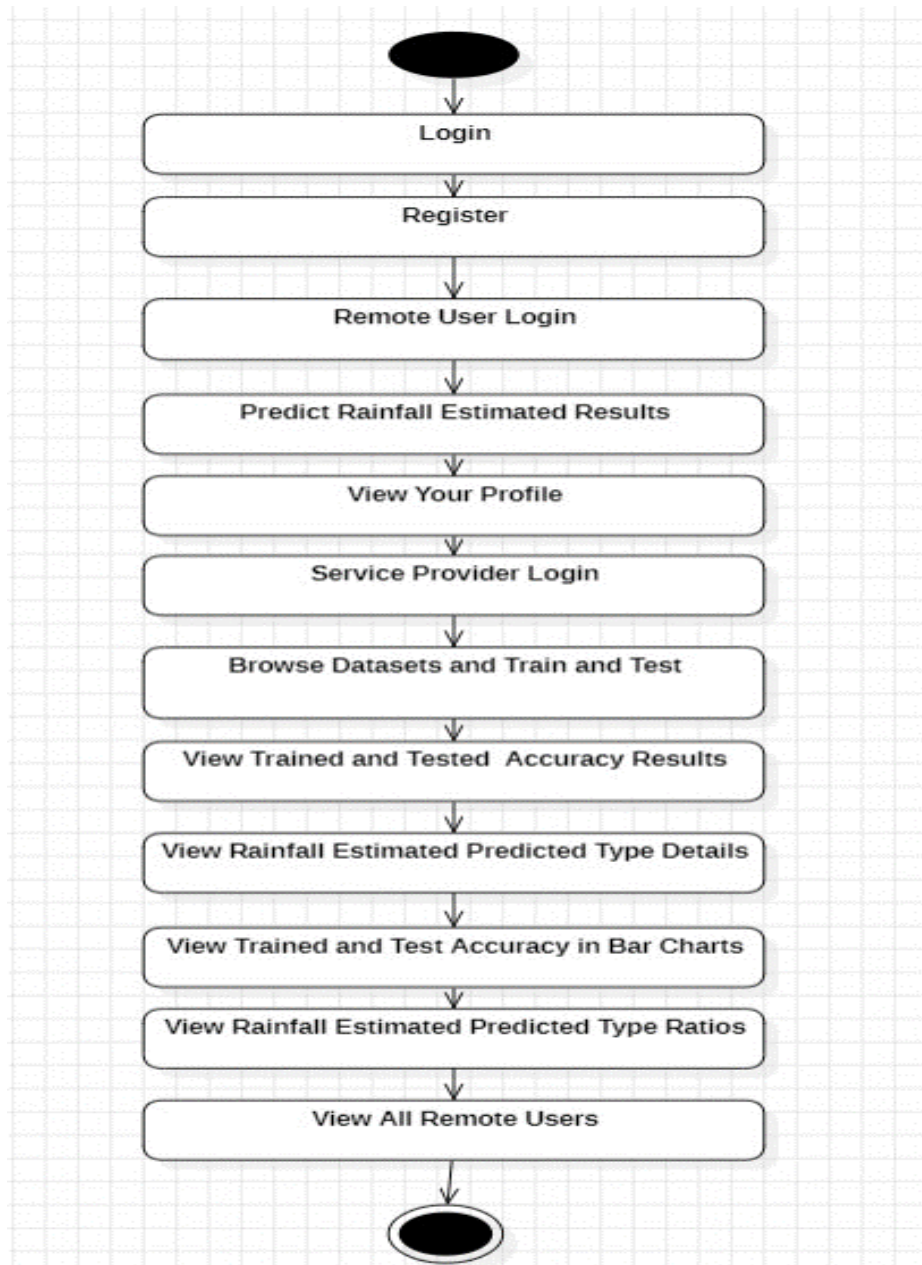 Login
Register
Remote User Login
Predict Rainfall Estimated Results
View Your Profile
Service Provider Login
Browse Datasets and Train and Test
View Trained and Tested  Accuracy Results
View Rainfall Estimated Predicted Type Details
View Trained and Test Accuracy in Bar Charts
View Rainfall Estimated Predicted Type Ratios
View All Remote Users